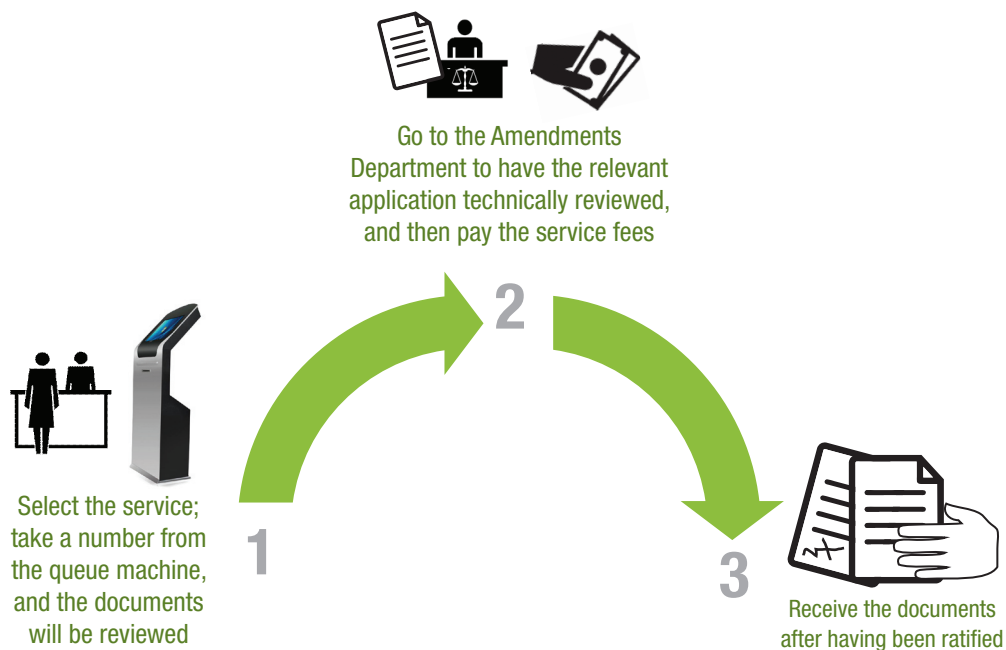 Go to the Amendments
Department to have the relevant
application technically reviewed,
and then pay the service fees
2
Select the service;
take a number from
the queue machine,
and the documents
will be reviewed
1
3
Receive the documents
after having been ratified